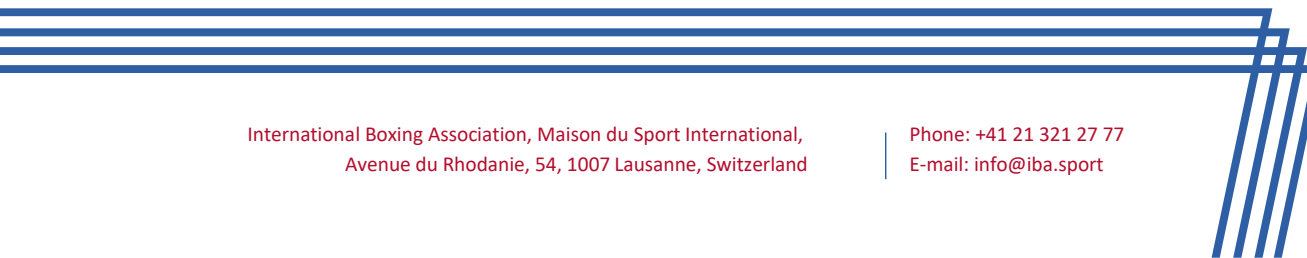 International Boxing Association, Maison du Sport International,
Avenue du Rhodanie, 54, 1007 Lausanne, Switzerland
Phone: +41 21 321 27 77
E-mail: info@iba.sport